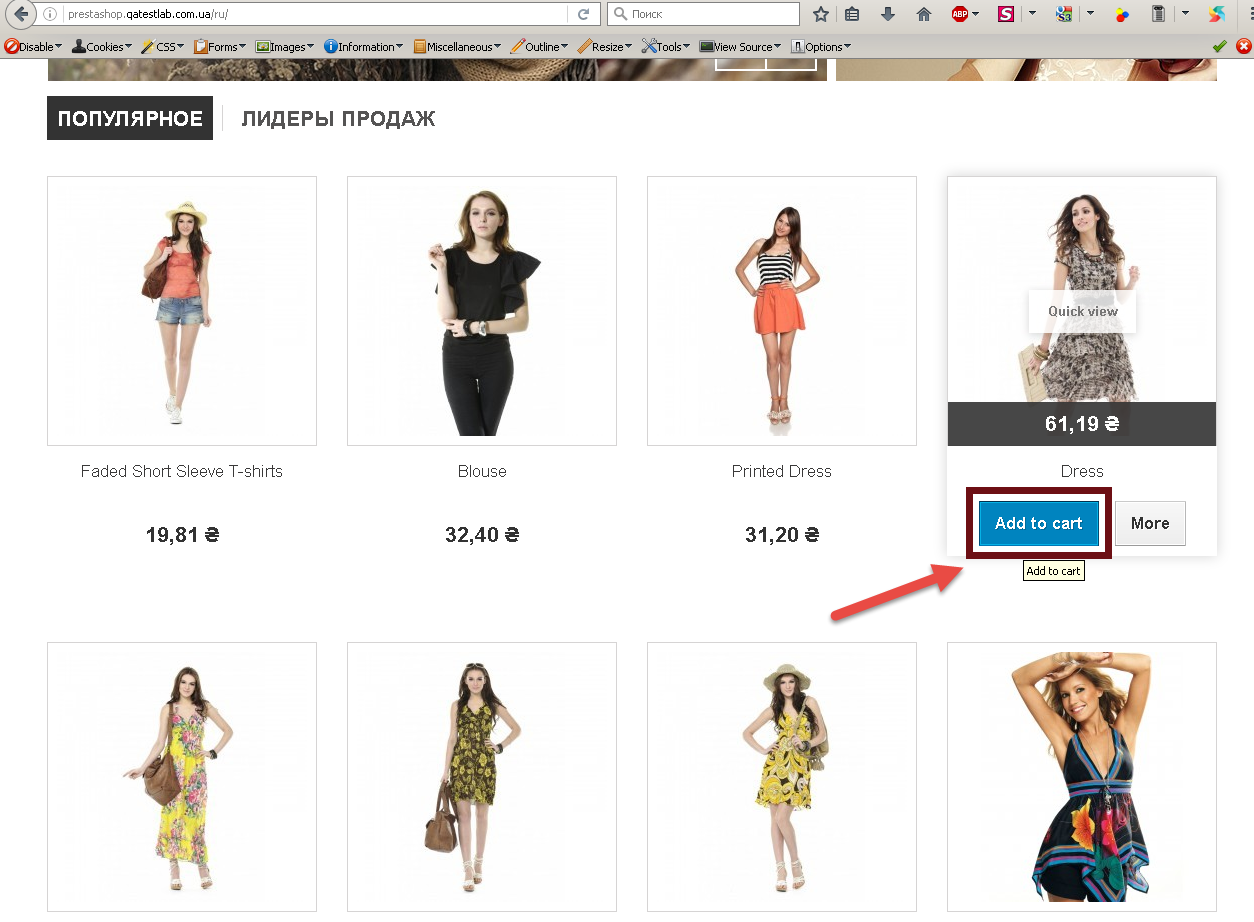 prestashop.qatestlab.com.ua/ru/
Поиск
ABP
S
S3
Disable Cookies CSS Forms Images Information Miscellaneous Outline Resize Tools View Source Options
ПОПУЛЯРНОЕ ЛИДЕРЫ ПРОДАЖ
Quick view
61,19 ₴
Faded Short Sleeve T-shirts
Blouse
Printed Dress
Dress
19,81 ₴
32,40 ₴
31,20 ₴
Add to cart
More
Add to cart